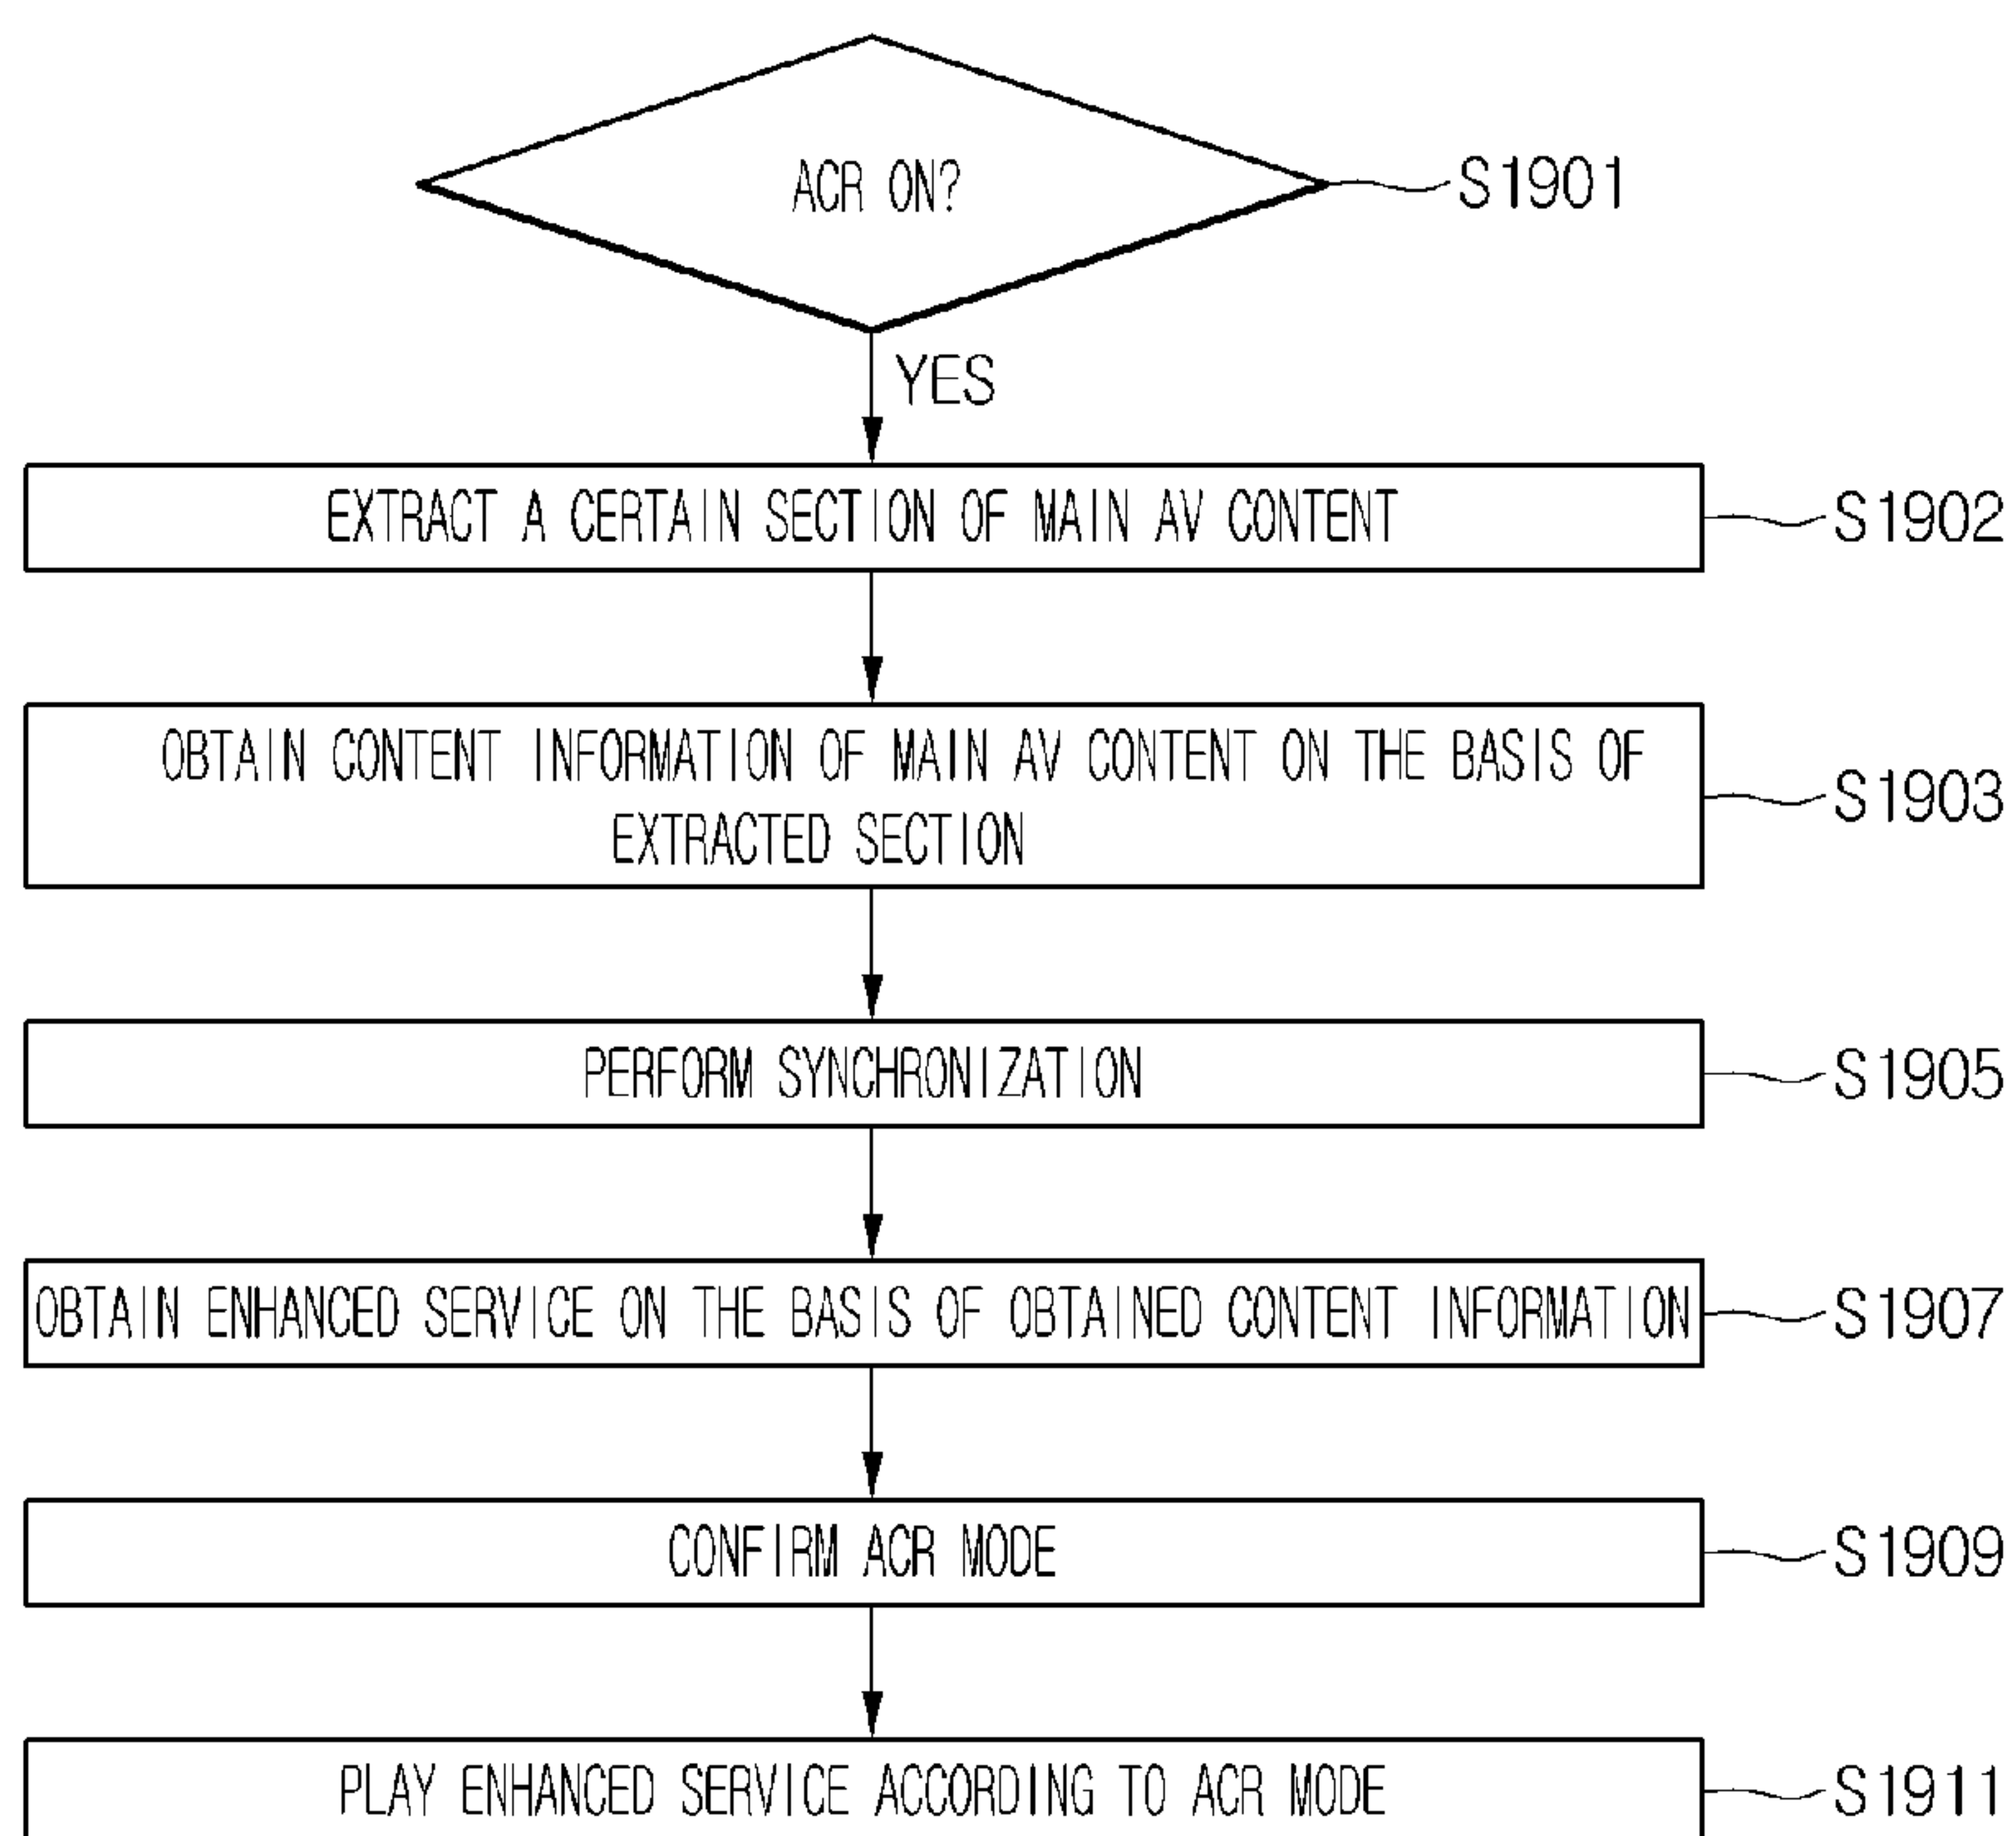 ACR ON?
S1901
YES
EXTRACT A CERTAIN SECTION OF MAIN AV CONTENT
S1902
OBTAIN CONTENT INFORMATION OF MAIN AV CONTENT ON THE BASIS OF
EXTRACTED SECTION
S1903
PERFORM SYNCHRONIZATION
S1905
OBTAIN ENHANCED SERVICE ON THE BASIS OF OBTAINED CONTENT INFORMATION
S1907
CONFIRM ACR MODE
S1909
PLAY ENHANCED SERVICE ACCORDING TO ACR MODE
S1911